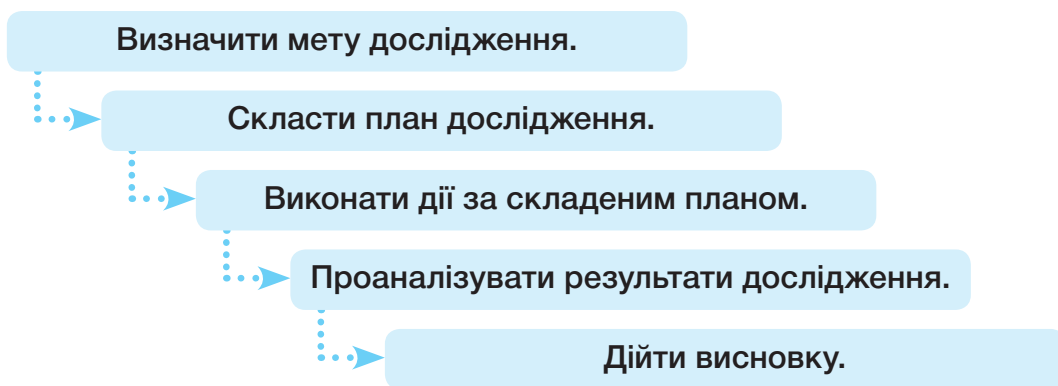 Визначити мету дослідження.
Скласти план дослідження.
Виконати дії за складеним планом.
Проаналізувати результати дослідження.
Дійти висновку.